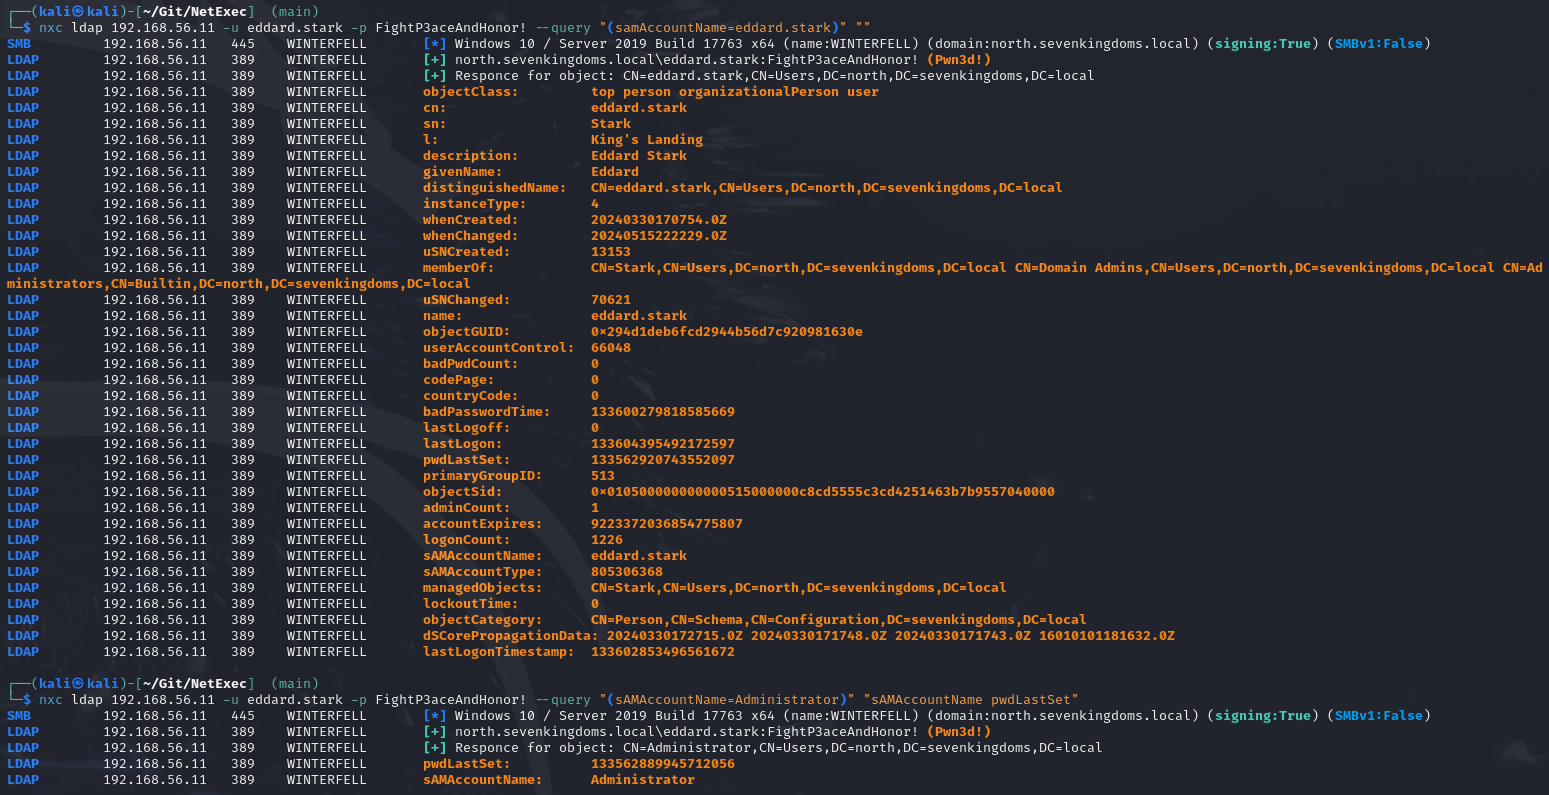 ┌──(kali㉿kali)-[~/Git/NetExec]  (main)
└─$ nxc ldap 192.168.56.11 -u eddard.stark -p FightP3aceAndHonor! --query "(samAccountName=eddard.stark)" ""
SMB         192.168.56.11   445    WINTERFELL       [*] Windows 10 / Server 2019 Build 17763 x64 (name:WINTERFELL) (domain:north.sevenkingdoms.local) (signing:True) (SMBv1:False)
LDAP        192.168.56.11   389    WINTERFELL       [+] north.sevenkingdoms.local\eddard.stark:FightP3aceAndHonor! (Pwn3d!)
LDAP        192.168.56.11   389    WINTERFELL       [+] Responce for object: CN=eddard.stark,CN=Users,DC=north,DC=sevenkingdoms,DC=local
LDAP        192.168.56.11   389    WINTERFELL       objectClass:         top person organizationalPerson user
LDAP        192.168.56.11   389    WINTERFELL       cn:                  eddard.stark
LDAP        192.168.56.11   389    WINTERFELL       sn:                  Stark
LDAP        192.168.56.11   389    WINTERFELL       l:                   King's Landing
LDAP        192.168.56.11   389    WINTERFELL       description:         Eddard Stark
LDAP        192.168.56.11   389    WINTERFELL       givenName:           Eddard
LDAP        192.168.56.11   389    WINTERFELL       distinguishedName:   CN=eddard.stark,CN=Users,DC=north,DC=sevenkingdoms,DC=local
LDAP        192.168.56.11   389    WINTERFELL       instanceType:        4
LDAP        192.168.56.11   389    WINTERFELL       whenCreated:         20240330170754.0Z
LDAP        192.168.56.11   389    WINTERFELL       whenChanged:         20240515222229.0Z
LDAP        192.168.56.11   389    WINTERFELL       uSNCreated:          13153
LDAP        192.168.56.11   389    WINTERFELL       memberOf:            CN=Stark,CN=Users,DC=north,DC=sevenkingdoms,DC=local CN=Domain Admins,CN=Users,DC=north,DC=sevenkingdoms,DC=local CN=Ad
ministrators,CN=Builtin,DC=north,DC=sevenkingdoms,DC=local
LDAP        192.168.56.11   389    WINTERFELL       uSNChanged:          70621
LDAP        192.168.56.11   389    WINTERFELL       name:                eddard.stark
LDAP        192.168.56.11   389    WINTERFELL       objectGUID:          0×294d1deb6fcd2944b56d7c920981630e
LDAP        192.168.56.11   389    WINTERFELL       userAccountControl:  66048
LDAP        192.168.56.11   389    WINTERFELL       badPwdCount:         0
LDAP        192.168.56.11   389    WINTERFELL       codePage:            0
LDAP        192.168.56.11   389    WINTERFELL       countryCode:         0
LDAP        192.168.56.11   389    WINTERFELL       badPasswordTime:     133600279818585669
LDAP        192.168.56.11   389    WINTERFELL       lastLogoff:          0
LDAP        192.168.56.11   389    WINTERFELL       lastLogon:           133604395492172597
LDAP        192.168.56.11   389    WINTERFELL       pwdLastSet:          133562920743552097
LDAP        192.168.56.11   389    WINTERFELL       primaryGroupID:      513
LDAP        192.168.56.11   389    WINTERFELL       objectSid:           0×010500000000000515000000c8cd5555c3cd4251463b7b9557040000
LDAP        192.168.56.11   389    WINTERFELL       adminCount:          1
LDAP        192.168.56.11   389    WINTERFELL       accountExpires:      9223372036854775807
LDAP        192.168.56.11   389    WINTERFELL       logonCount:          1226
LDAP        192.168.56.11   389    WINTERFELL       sAMAccountName:      eddard.stark
LDAP        192.168.56.11   389    WINTERFELL       sAMAccountType:      805306368
LDAP        192.168.56.11   389    WINTERFELL       managedObjects:      CN=Stark,CN=Users,DC=north,DC=sevenkingdoms,DC=local
LDAP        192.168.56.11   389    WINTERFELL       lockoutTime:         0
LDAP        192.168.56.11   389    WINTERFELL       objectCategory:      CN=Person,CN=Schema,CN=Configuration,DC=sevenkingdoms,DC=local
LDAP        192.168.56.11   389    WINTERFELL       dSCorePropagationData: 20240330172715.0Z 20240330171748.0Z 20240330171743.0Z 16010101181632.0Z
LDAP        192.168.56.11   389    WINTERFELL       lastLogonTimestamp:  133602853496561672
┌──(kali㉿kali)-[~/Git/NetExec]  (main)
└─$ nxc ldap 192.168.56.11 -u eddard.stark -p FightP3aceAndHonor! --query "(sAMAccountName=Administrator)" "sAMAccountName pwdLastSet"
SMB         192.168.56.11   445    WINTERFELL       [*] Windows 10 / Server 2019 Build 17763 x64 (name:WINTERFELL) (domain:north.sevenkingdoms.local) (signing:True) (SMBv1:False)
LDAP        192.168.56.11   389    WINTERFELL       [+] north.sevenkingdoms.local\eddard.stark:FightP3aceAndHonor! (Pwn3d!)
LDAP        192.168.56.11   389    WINTERFELL       [+] Responce for object: CN=Administrator,CN=Users,DC=north,DC=sevenkingdoms,DC=local
LDAP        192.168.56.11   389    WINTERFELL       pwdLastSet:          133562889945712056
LDAP        192.168.56.11   389    WINTERFELL       sAMAccountName:      Administrator